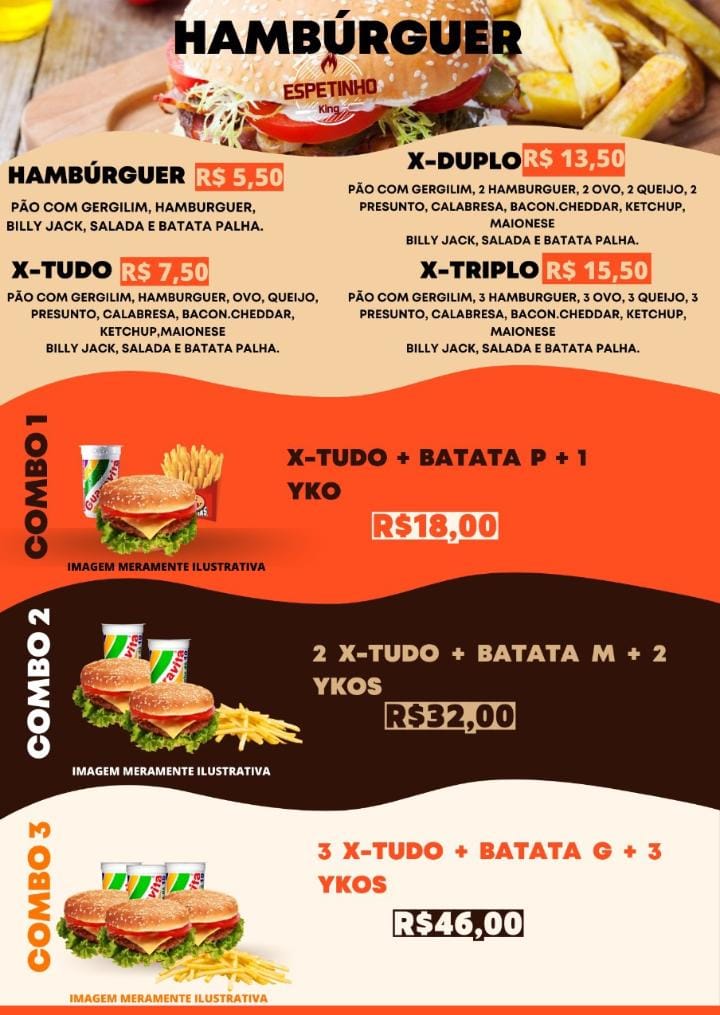 HAMBÚRGUER
ESPETINHO
King
HAMBÚRGUER R$ 5,50
PÃO COM GERGILIM, HAMBURGUER,
BILLY JACK, SALADA E BATATA PALHA.
X-TUDO R$ 7,50
PÃO COM GERGILIM, HAMBURGUER, OVO, QUEIJO,
PRESUNTO, CALABRESA, BACON.CHEDDAR,
KETCHUP,MAIONESE
BILLY JACK, SALADA E BATATA PALHA.
X-DUPLO R$ 13,50
PÃO COM GERGILIM, 2 HAMBURGUER, 2 OVO, 2 QUEIJO, 2
PRESUNTO, CALABRESA, BACON.CHEDDAR, KETCHUP,
MAIONESE
BILLY JACK, SALADA E BATATA PALHA.
X-TRIPLO R$ 15,50
PÃO COM GERGILIM, 3 HAMBURGUER, 3 OVO, 3 QUEIJO, 3
PRESUNTO, CALABRESA, BACON.CHEDDAR, KETCHUP,
MAIONESE
BILLY JACK, SALADA E BATATA PALHA.
COMBO 1
X-TUDO + BATATA P + 1
YKO
R$18,00
IMAGEM MERAMENTE ILUSTRATIVA
COMBO 2
2 X-TUDO + BATATA M + 2
YKOS
R$32,00
IMAGEM MERAMENTE ILUSTRATIVA
COMBO 3
3 X-TUDO + BATATA G + 3
YKOS
R$46,00
IMAGEM MERAMENTE ILUSTRATIVA